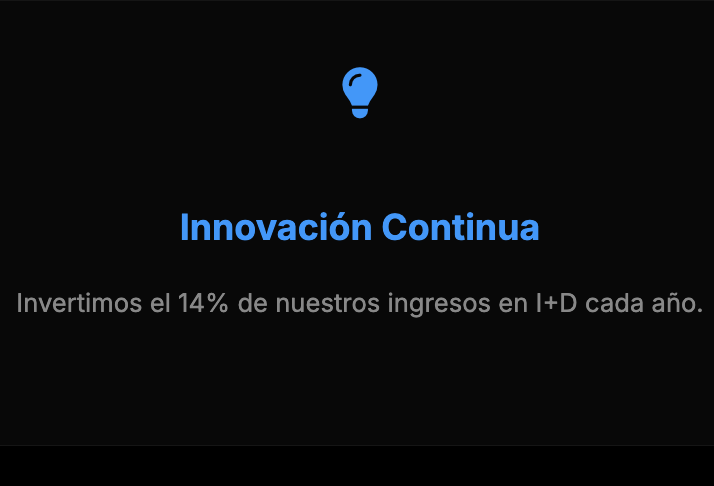 Innovación Continua
Invertimos el 14% de nuestros ingresos en I+D cada año.